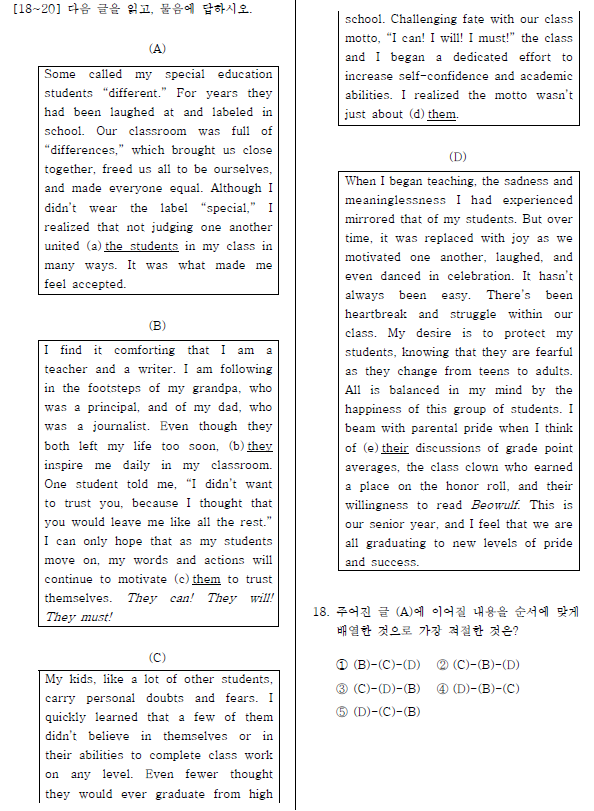 [18~20] 다음 글을 읽고, 물음에 답하시오.
(A)
Some called my special education
students “different.” For years they
had been laughed at and labeled in
school. Our classroom was full of
“differences,” which brought us close
together, freed us all to be ourselves,
and made everyone equal. Although I
didn’t wear the label “special,” I
realized that not judging one another
united (a) the students in my class in
many ways. It was what made me
feel accepted.
(B)
I find it comforting that I am a
teacher and a writer. I am following
in the footsteps of my grandpa, who
was a principal, and of my dad, who
was a journalist. Even though they
both left my life too soon, (b) they
inspire me daily in my classroom.
One student told me, “I didn’t want
to trust you, because I thought that
you would leave me like all the rest.”
I can only hope that as my students
move on, my words and actions will
continue to motivate (c) them to trust
themselves. They can! They will!
They must!
(C)
My kids, like a lot of other students,
carry personal doubts and fears. I
quickly learned that a few of them
didn’t believe in themselves or in
their abilities to complete class work
on any level. Even fewer thought
they would ever graduate from high
school. Challenging fate with our class
motto, “I can! I will! I must!” the class
and I began a dedicated effort to
increase self-confidence and academic
abilities. I realized the motto wasn’t
just about (d) them.
(D)
When I began teaching, the sadness and
meaninglessness I had experienced
mirrored that of my students. But over
time, it was replaced with joy as we
motivated one another, laughed, and
even danced in celebration. It hasn’t
always been easy. There’s been
heartbreak and struggle within our
class. My desire is to protect my
students, knowing that they are fearful
as they change from teens to adults.
All is balanced in my mind by the
happiness of this group of students. I
beam with parental pride when I think
of (e) their discussions of grade point
averages, the class clown who earned
a place on the honor roll, and their
willingness to read Beowulf. This is
our senior year, and I feel that we are
all graduating to new levels of pride
and success.
18. 주어진 글 (A)에 이어질 내용을 순서에 맞게
배열한 것으로 가장 적절한 것은?
① (B)-(C)-(D) ② (C)-(B)-(D)
③ (C)-(D)-(B) ④ (D)-(B)-(C)
⑤ (D)-(C)-(B)